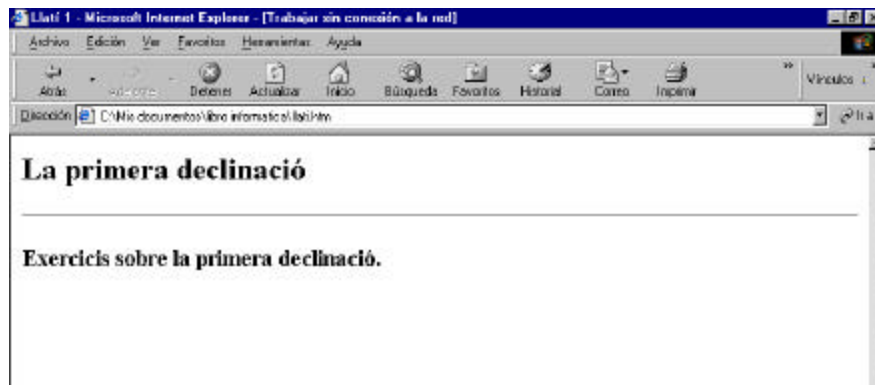 Llatí 1 - Microsoft Internet Explorer - [Trabajar sin conexión a la red]
Archivo Edición Ver Favoritos Herramientas Ayuda
Atrás Detener Actualizar Inicio Búsqueda Favoritos Historial Correo Imprimir » Vínculos
Dirección C:\Mis documentos\libro informatica\llati.htm Ir a
La primera declinació
Exercicis sobre la primera declinació.